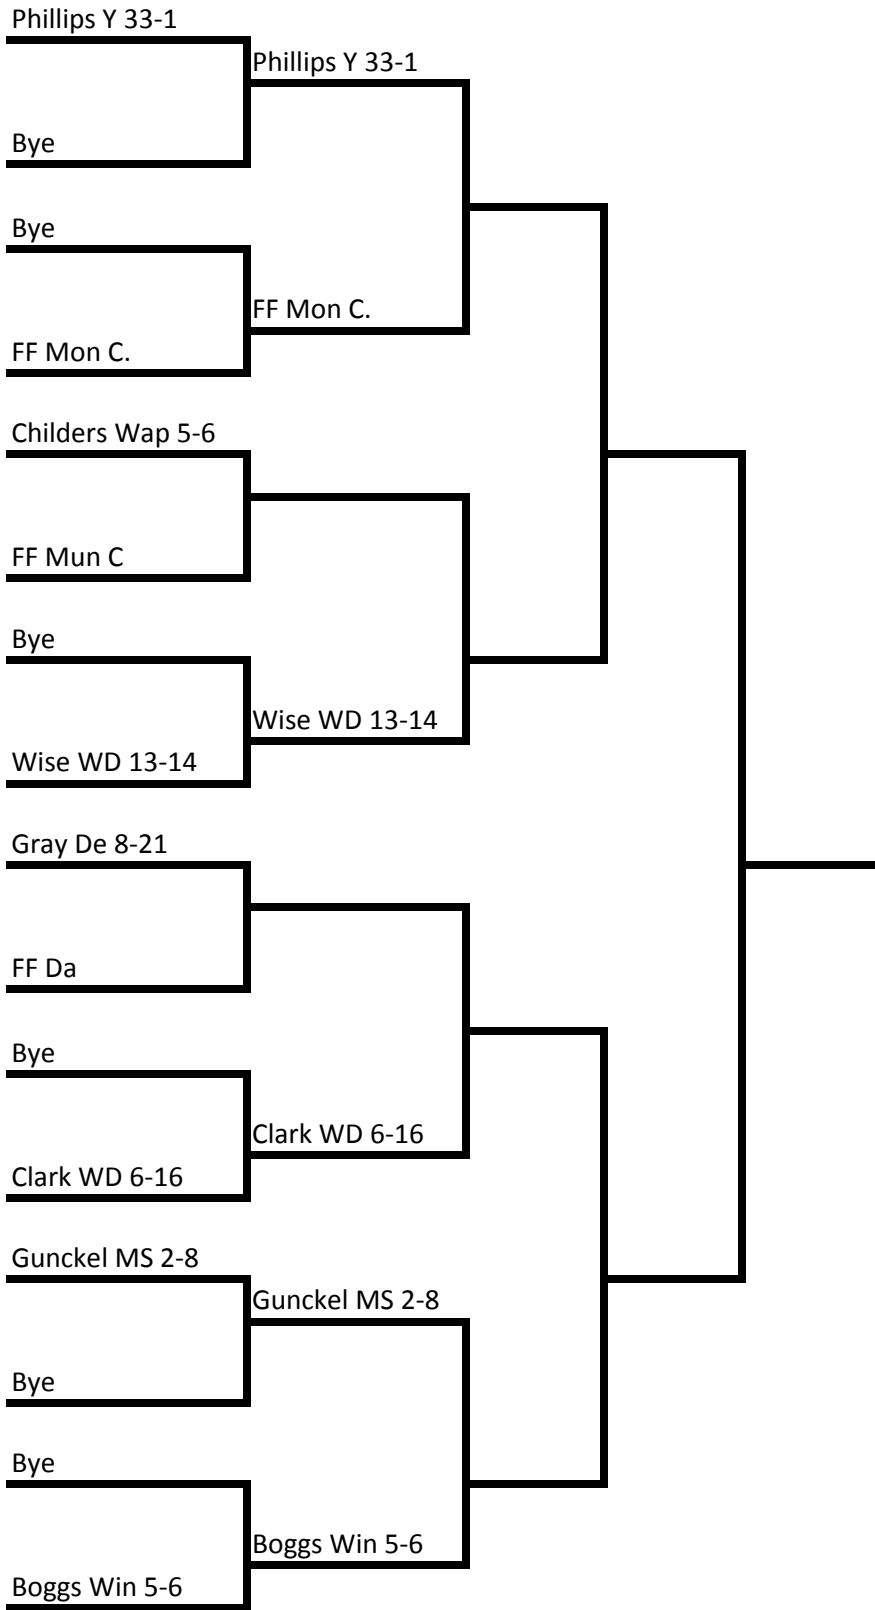 Phillips Y 33-1
Phillips Y 33-1
Bye
Bye
FF Mon C.
FF Mon C.
Childers Wap 5-6
FF Mun C
Bye
Wise WD 13-14
Wise WD 13-14
Gray De 8-21
FF Da
Bye
Clark WD 6-16
Clark WD 6-16
Gunckel MS 2-8
Gunckel MS 2-8
Bye
Bye
Boggs Win 5-6
Boggs Win 5-6